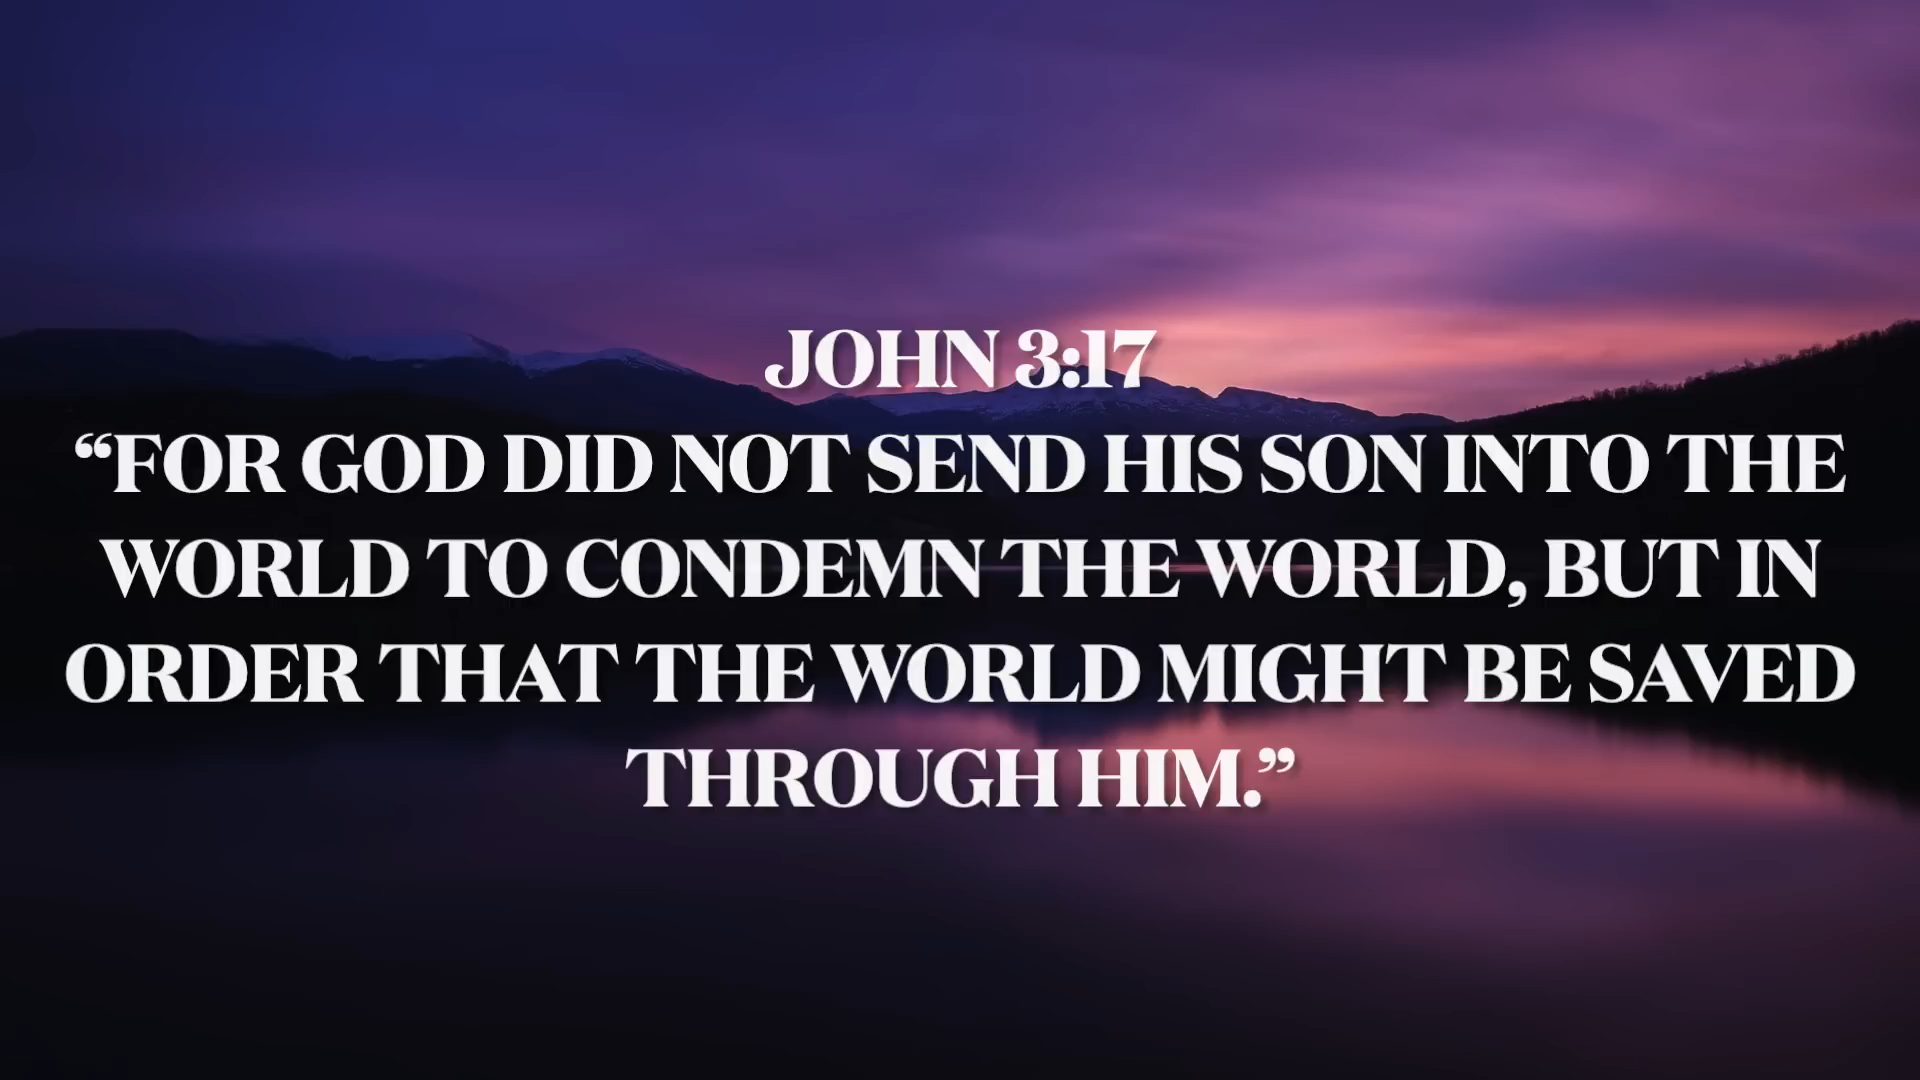 JOHN 3:17
“FOR GOD DID NOT SEND HIS SON INTO THE
WORLD TO CONDEMN THE WORLD, BUT IN
ORDER THAT THE WORLD MIGHT BE SAVED
THROUGH HIM.”